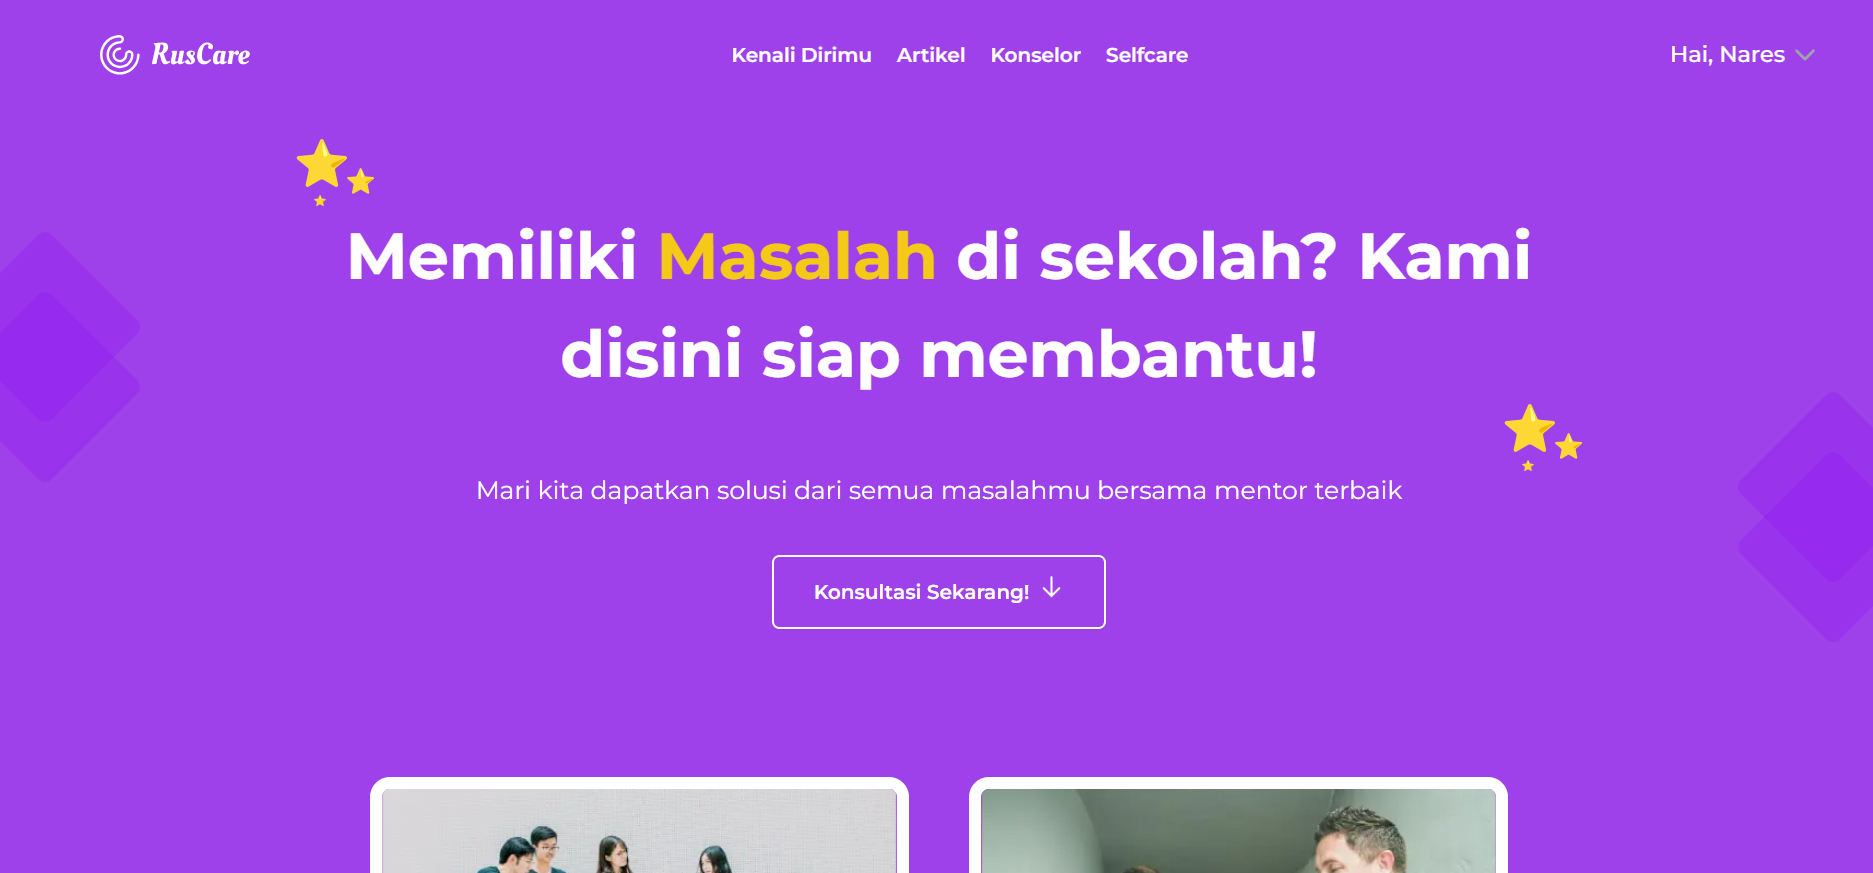 RusCare
Kenali Dirimu Artikel Konselor Selfcare
Hai, Nares
Memiliki Masalah di sekolah? Kami
disini siap membantu!
Mari kita dapatkan solusi dari semua masalahmu bersama mentor terbaik
Konsultasi Sekarang!